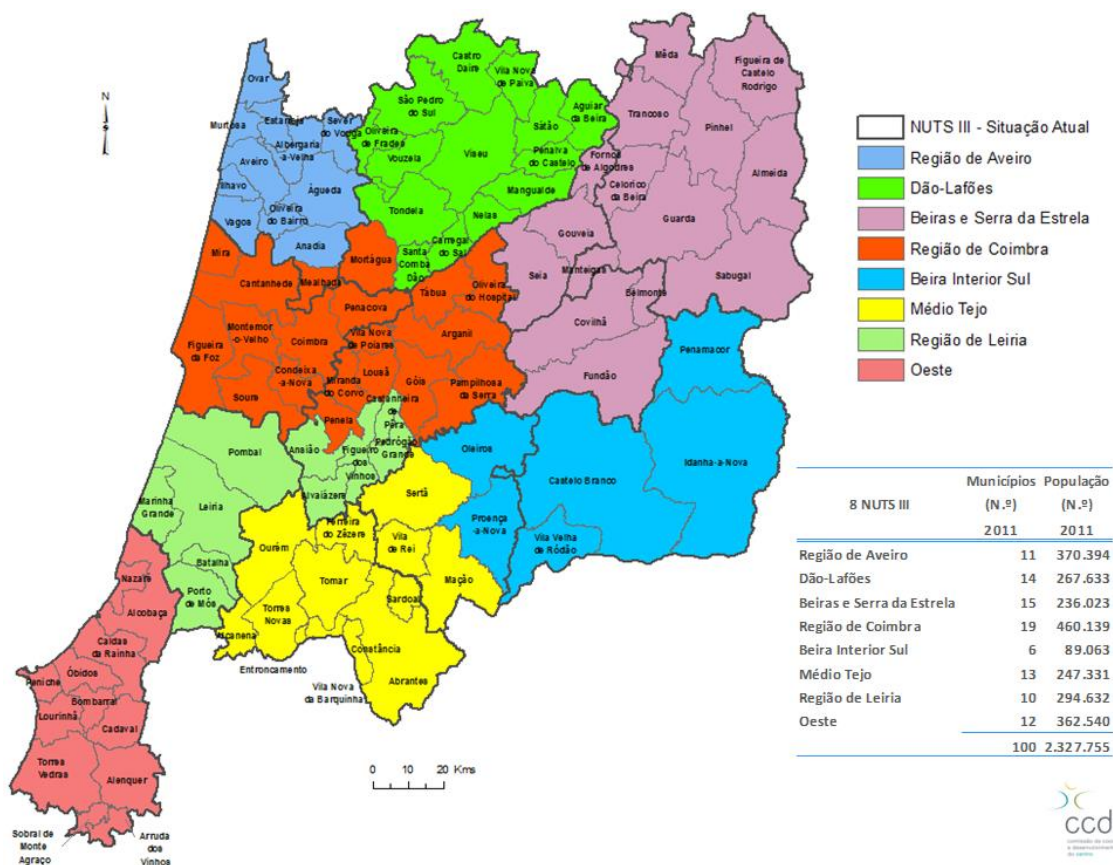 N
Ovar
Murtosa
Estarreja
Sever
do Vouga
Albergaria
-a-Velha
Aveiro
Ílhavo
Águeda
Oliveira
do Bairro
Vagos
Anadia
Castro
Daire
Vila Nova
de Paiva
São Pedro
do Sul
Aguiar
da Beira
Oliveira
de Frades
Sátão
Vouzela
Viseu
Penalva
do Castelo
Mangualde
Tondela
Nelas
Carregal
do Sal
Santa
Comba
Dão
Mêda
Figueira de
Castelo
Rodrigo
Trancoso
Pinhel
Fornos
de Algodres
Celorico
da Beira
Almeida
Guarda
Gouveia
Seia
Manteigas
Sabugal
Belmonte
Covilhã
Fundão
Mira
Mortágua
Cantanhede
Mealhada
Tábua
Oliveira
do Hospital
Penacova
Montemor
-o-Velho
Coimbra
Vila Nova
de Poiares
Arganil
Figueira
da Foz
Condeixa
-a-Nova
Lousã
Miranda
do Corvo
Góis
Pampilhosa
da Serra
Soure
Penela
Penamacor
Castanheira
de
Pêra
Pedrógão
Grande
Ansião
Figueiró
dos
Vinhos
Pombal
Alvaiázere
Oleiros
Idanha-a-Nova
Castelo Branco
Sertã
Proença
-a-Nova
Vila Velha
de Ródão
Marinha
Grande
Leiria
Batalha
Porto
de Mós
Ferreira
do Zêzere
Ourém
Vila
de Rei
Tomar
Mação
Sardoal
Torres
Novas
Alcanena
Constância
Entroncamento
Abrantes
Vila Nova
da Barquinha
Nazaré
Alcobaça
Caldas
da Rainha
Óbidos
Peniche
Bombarral
Lourinhã
Cadaval
Torres
Vedras
Alenquer
Sobral de
Monte
Agraço
Arruda
dos
Vinhos
0 10 20 Kms
NUTS III - Situação Atual
Região de Aveiro
Dão-Lafões
Beiras e Serra da Estrela
Região de Coimbra
Beira Interior Sul
Médio Tejo
Região de Leiria
Oeste
8 NUTS III
Municípios População
(N.º) (N.º)
2011 2011
Região de Aveiro 11 370.394
Dão-Lafões 14 267.633
Beiras e Serra da Estrela 15 236.023
Região de Coimbra 19 460.139
Beira Interior Sul 6 89.063
Médio Tejo 13 247.331
Região de Leiria 10 294.632
Oeste 12 362.540
100 2.327.755
ccd
e desenvolvimen
do centro